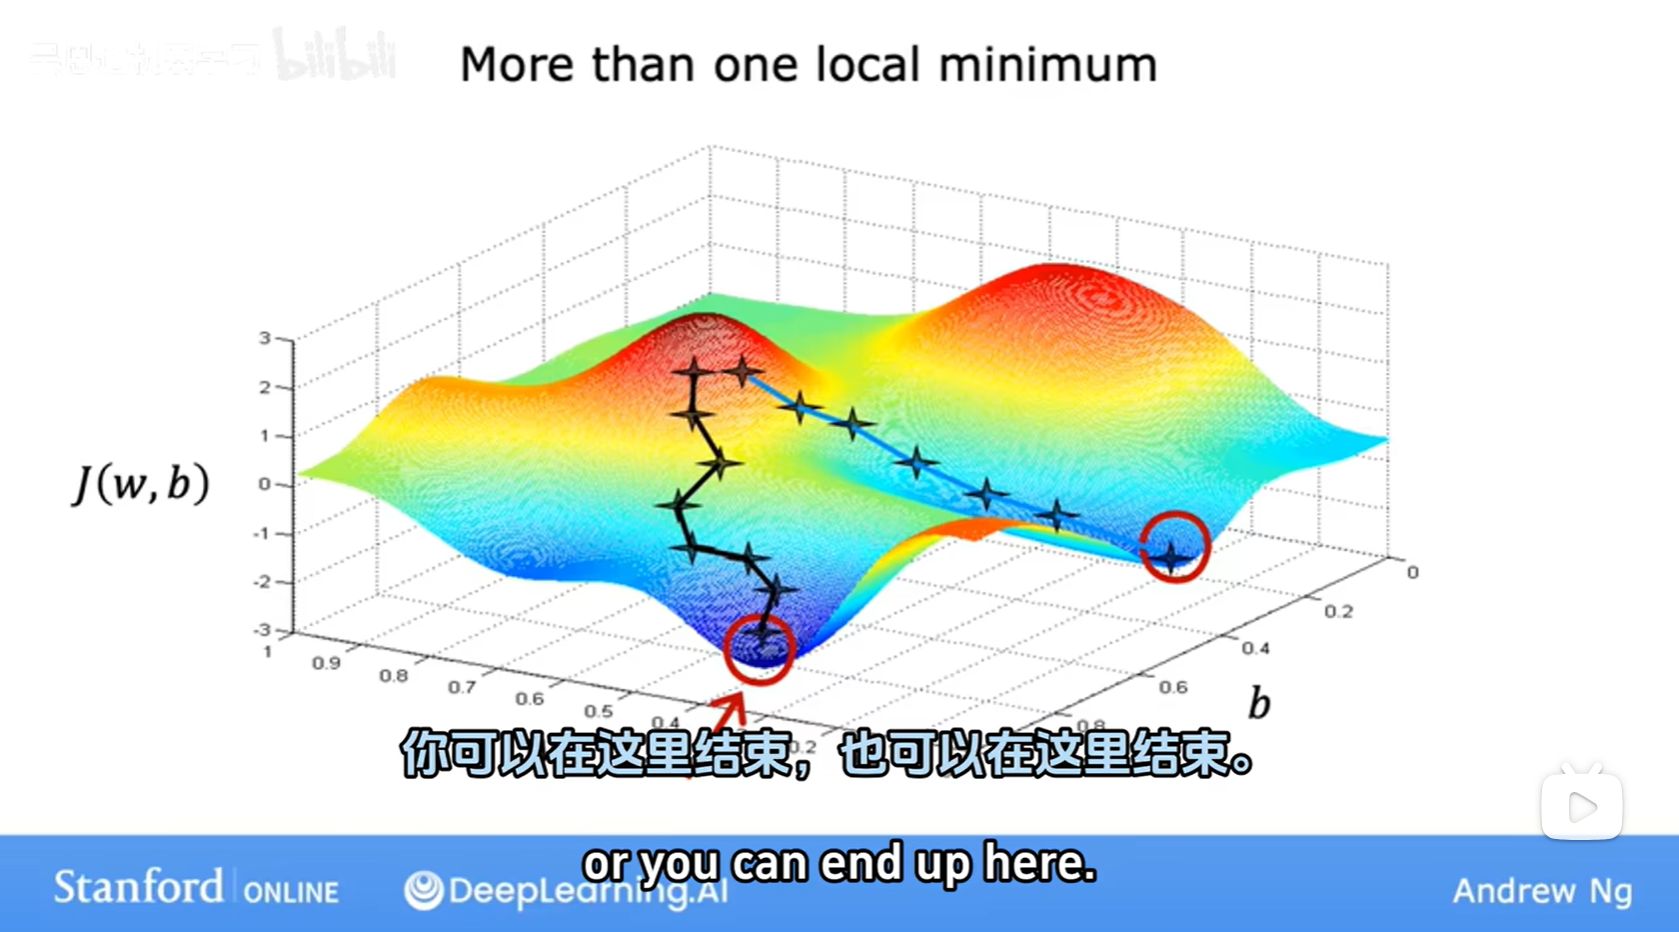 bilibili
More than one local minimum
J(w, b)
3
2
1
0
-1
-2
-3
1
0.9
0.8
0.7
0.6
0.5
0.4
0.2
0
0.2
0.4
0.6
0.8
b
你可以在这里结束，也可以在这里结束。
or you can end up here.
Stanford ONLINE
DeepLearning.AI
Andrew Ng